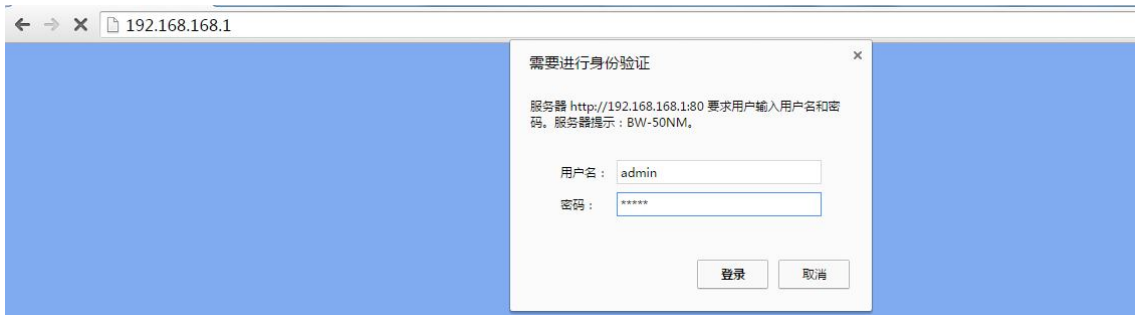 192.168.168.1
需要进行身份验证
服务器 http://192.168.168.1:80 要求用户输入用户名和密
码。服务器提示：BW-50NM。
用户名： admin
密码： *****
登录 取消